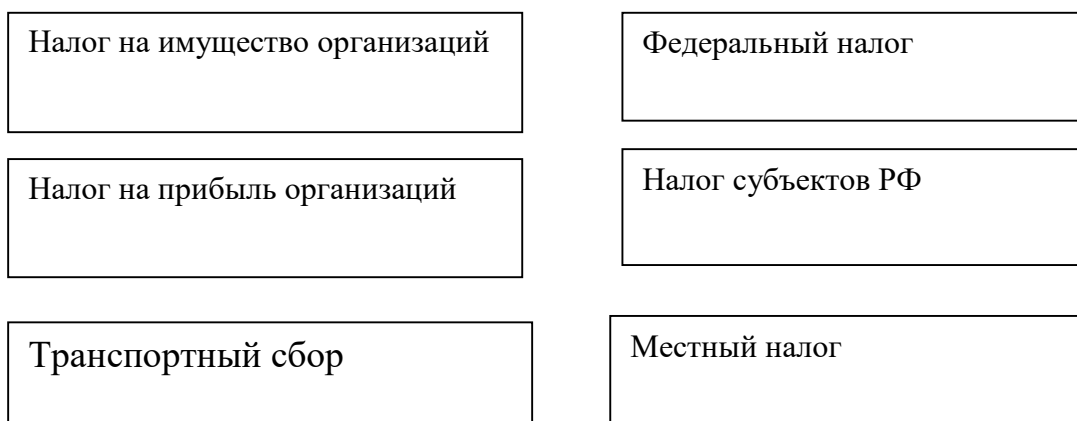 Налог на имущество организаций
Федеральный налог
Налог на прибыль организаций
Налог субъектов РФ
Транспортный сбор
Местный налог